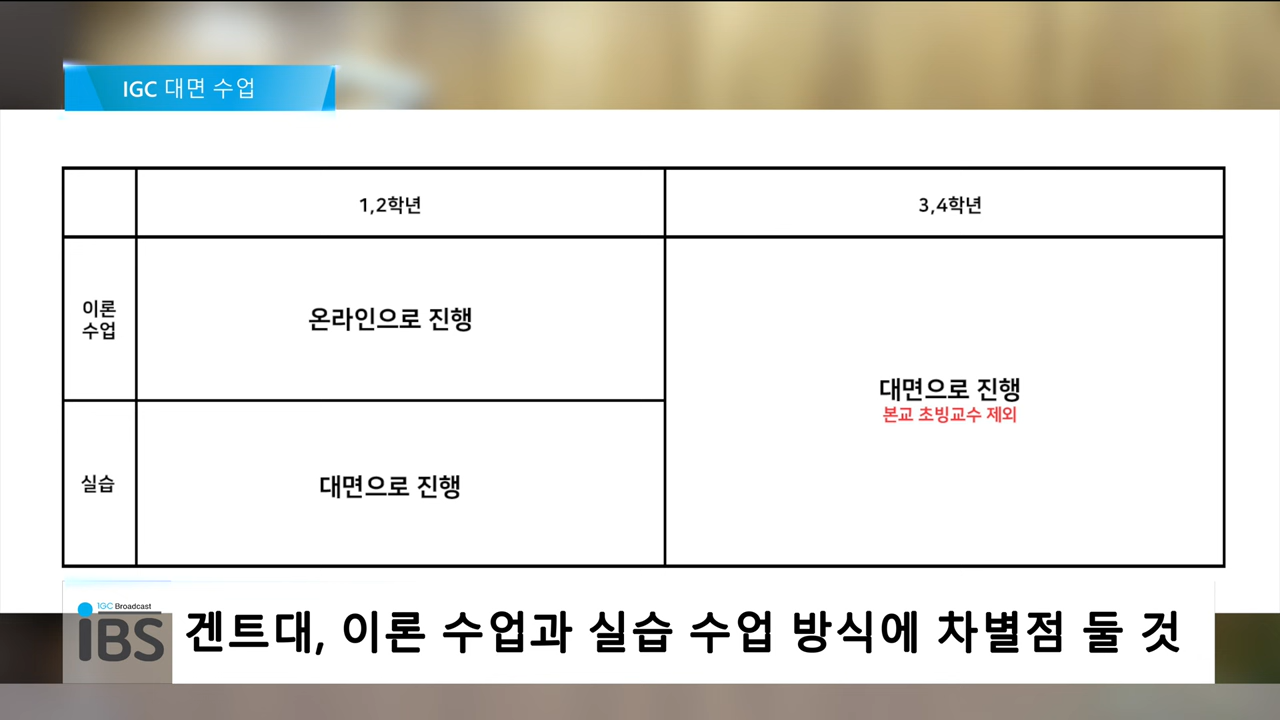 IGC 대면 수업
1,2학년
3,4학년
이론
수업
온라인으로 진행
대면으로 진행
본교 초빙교수 제외
실습
대면으로 진행
IGC Broadcast
iBS
겐트대, 이론 수업과 실습 수업 방식에 차별점 둘 것